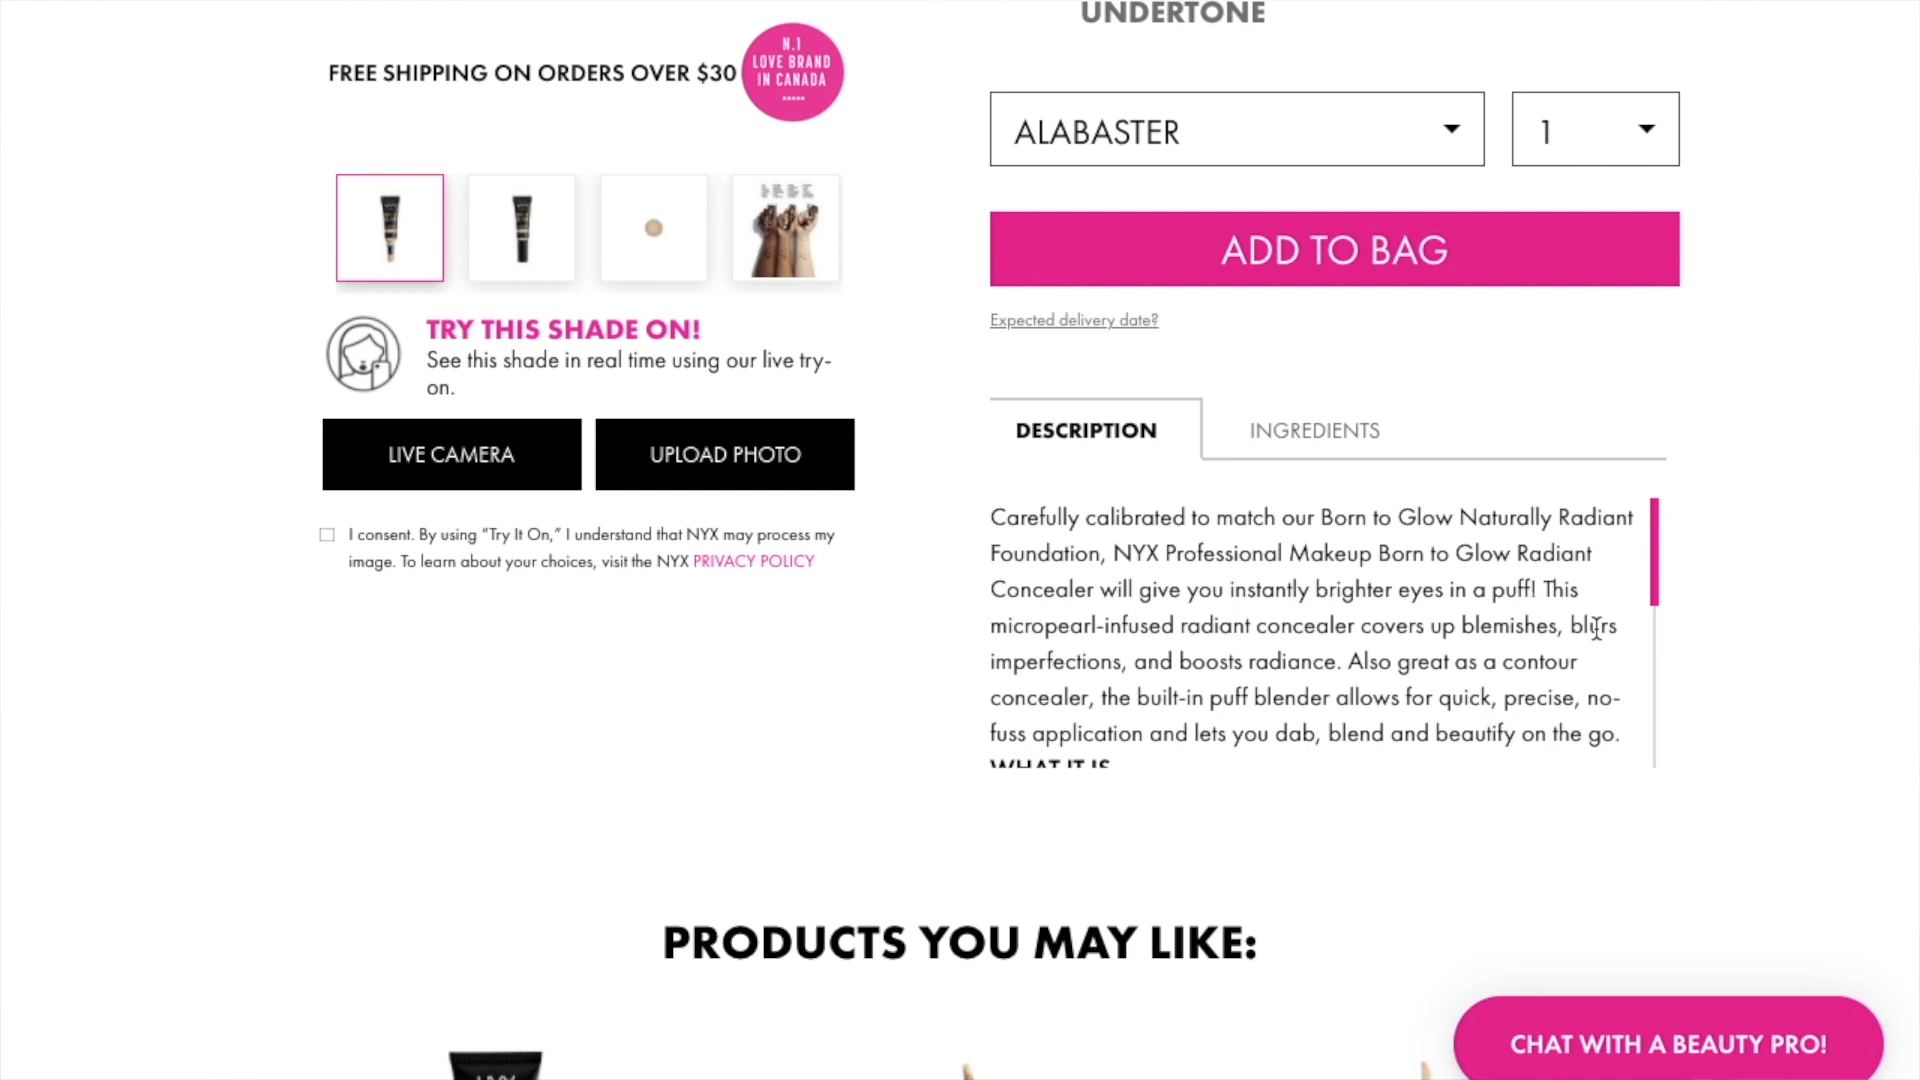 UNDERTONE
FREE SHIPPING ON ORDERS OVER $30
N.1
LOVE BRAND
IN CANADA
ALABASTER
1
ADD TO BAG
Expected delivery date?
TRY THIS SHADE ON!
See this shade in real time using our live try-
on.
LIVE CAMERA
UPLOAD PHOTO
I consent. By using “Try It On,” I understand that NYX may process my
image. To learn about your choices, visit the NYX PRIVACY POLICY
DESCRIPTION
INGREDIENTS
Carefully calibrated to match our Born to Glow Naturally Radiant
Foundation, NYX Professional Makeup Born to Glow Radiant
Concealer will give you instantly brighter eyes in a puff! This
micropearl-infused radiant concealer covers up blemishes, blurs
imperfections, and boosts radiance. Also great as a contour
concealer, the built-in puff blender allows for quick, precise, no-
fuss application and lets you dab, blend and beautify on the go.
WHAT IT IS
PRODUCTS YOU MAY LIKE:
CHAT WITH A BEAUTY PRO!